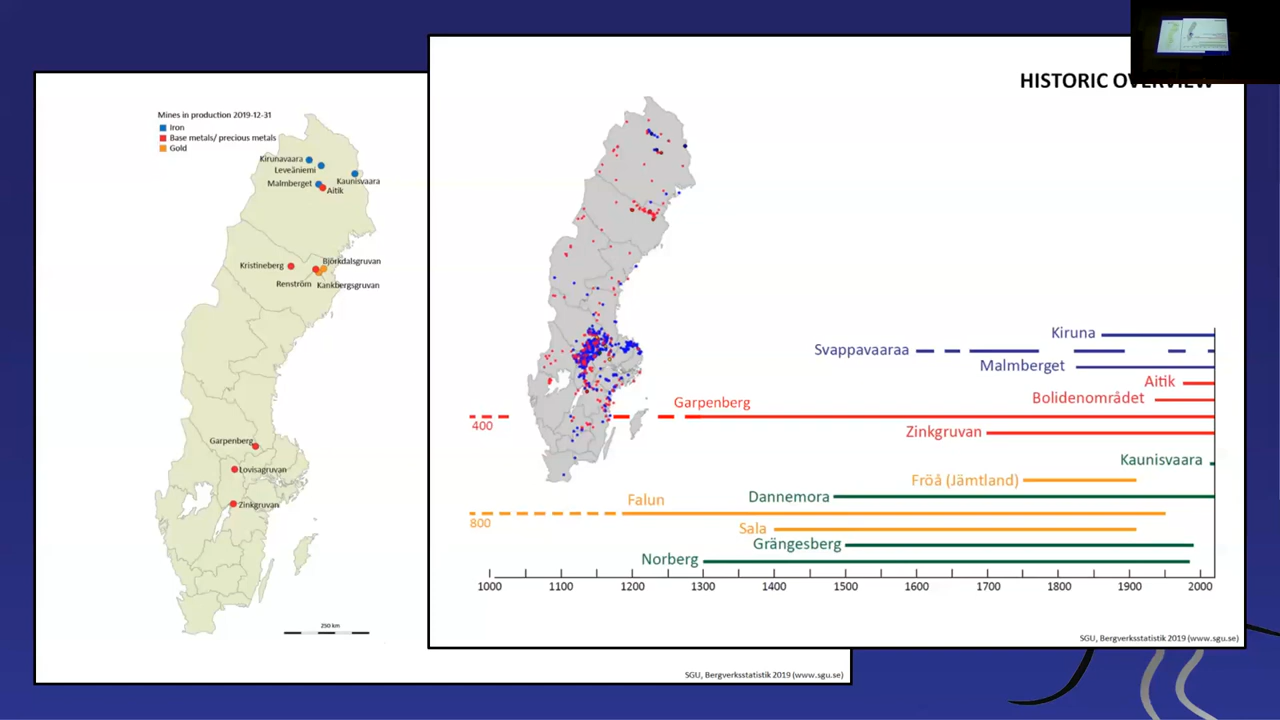 Mines in production 2019-12-31
Iron
Base metals/ precious metals
Gold
Kirunavaara
Leveäniemi
Kaunisvaara
Malmberget
Aitik
Kristineberg
Björkdalsgruvan
Renström
Kankbergsgruvan
Garpenberg
Lovisagruvan
Zinkgruvan
250 km
SGU, Bergverksstatistik 2019 (www.sgu.se)
HISTORIC OVERVIEW
Kiruna
Svappavaaraa
Malmberget
Aitik
Bolidenområdet
Garpenberg
400
Zinkgruvan
Kaunisvaara
Fröå (Jämtland)
Dannemora
Falun
800
Sala
Grängesberg
Norberg
1000 1100 1200 1300 1400 1500 1600 1700 1800 1900 2000
SGU, Bergverksstatistik 2019 (www.sgu.se)